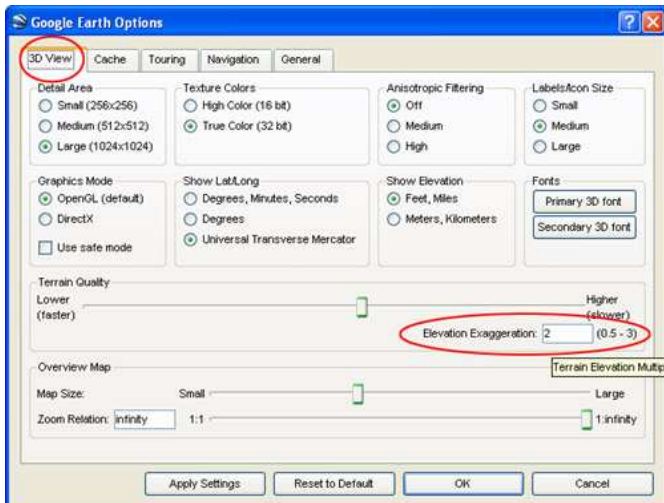 Google Earth Options
3D View Cache Touring Navigation General
Detail Area Texture Colors Anisotropic Filtering Labels/Icon Size
Small (256x256) High Color (16 bit) Off Small
Medium (512x512) True Color (32 bit) Medium Medium
Large (1024x1024) High Large
Graphics Mode Show Lat/Long Show Elevation Fonts
OpenGL (default) Degrees, Minutes, Seconds Feet, Miles Primary 3D font
DirectX Degrees Meters, Kilometers Secondary 3D font
Use safe mode Universal Transverse Mercator
Terrain Quality
Lower Higher
(faster) (slower)
Elevation Exaggeration: 2 (0.5 - 3)
Overview Map Terrain Elevation Multip
Map Size: Small Large
Zoom Relation: infinity 1:1 1:infinity
Apply Settings Reset to Default OK Cancel